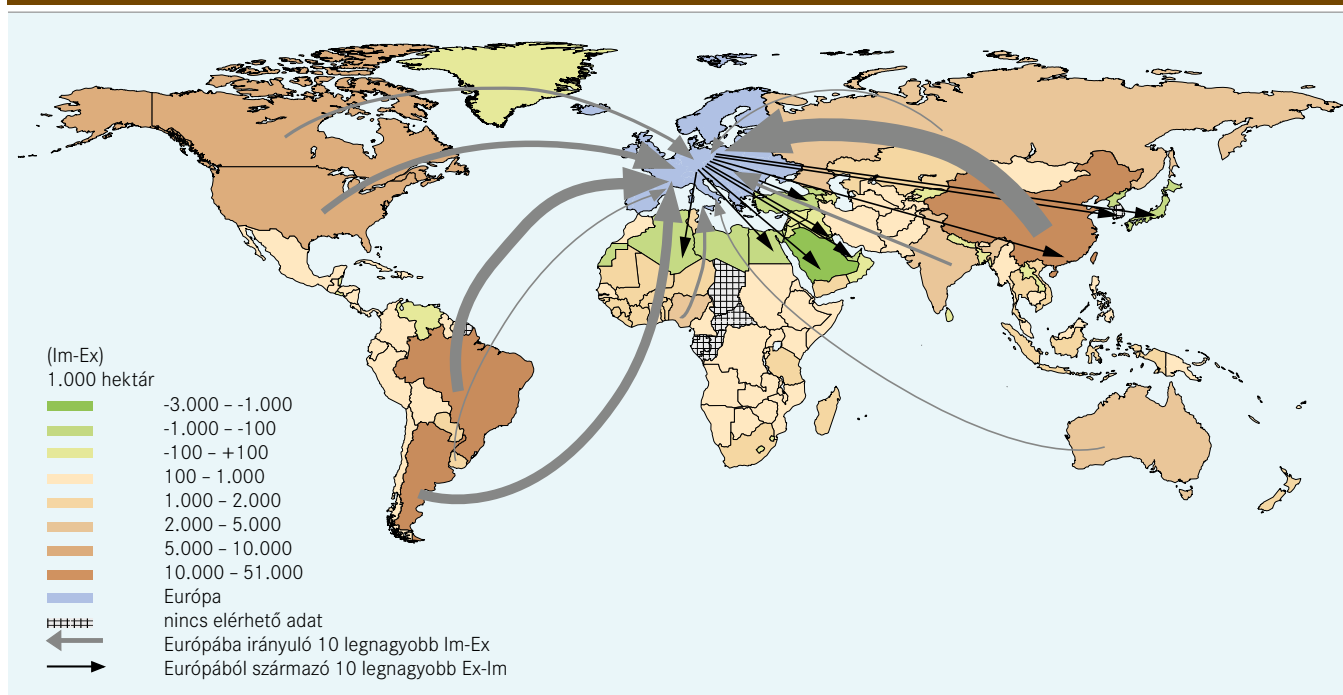 (Im-Ex)
1.000 hektár
-3.000 – -1.000
-1.000 – -100
-100 – +100
100 – 1.000
1.000 – 2.000
2.000 – 5.000
5.000 – 10.000
10.000 – 51.000
Európa
nincs elérhető adat
Európába irányuló 10 legnagyobb Im-Ex
Európából származó 10 legnagyobb Ex-Im